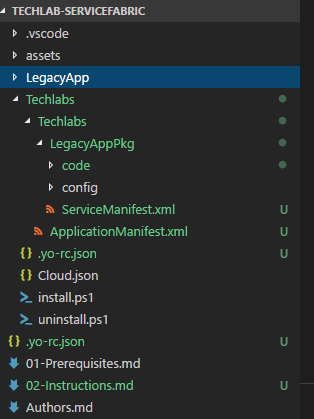 TECHLAB-SERVICEFABRIC
.vscode
assets
LegacyApp
Techlabs
Techlabs
LegacyAppPkg
code
config
ServiceManifest.xml U
ApplicationManifest.xml U
{ } .yo-rc.json U
{ } Cloud.json
install.ps1
uninstall.ps1
{ } .yo-rc.json U
01-Prerequisites.md
02-Instructions.md U
Authors.md